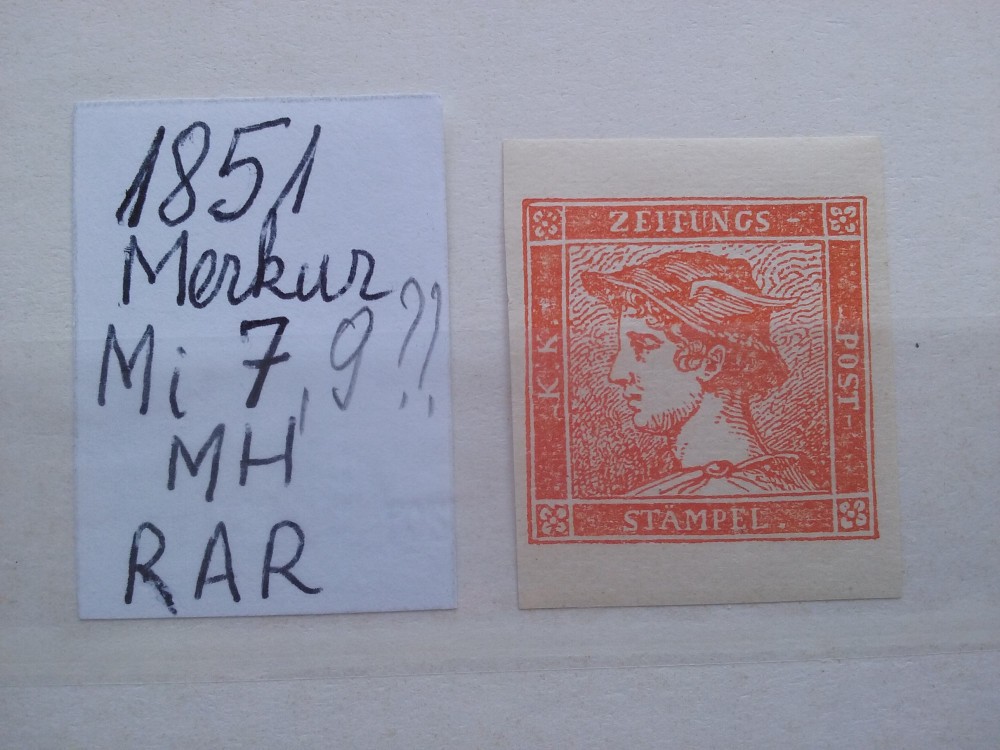 1851
Merkur
Mi 7, 9??
MH
RAR
ZEITUNGS-
-K.K.-
-POST-
STÄMPEL.